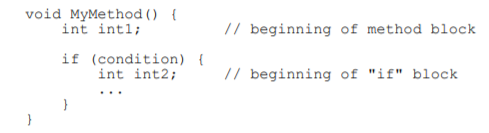 void MyMethod() {
    int int1;          // beginning of method block

    if (condition) {
        int int2;      // beginning of "if" block
        ...
    }
}